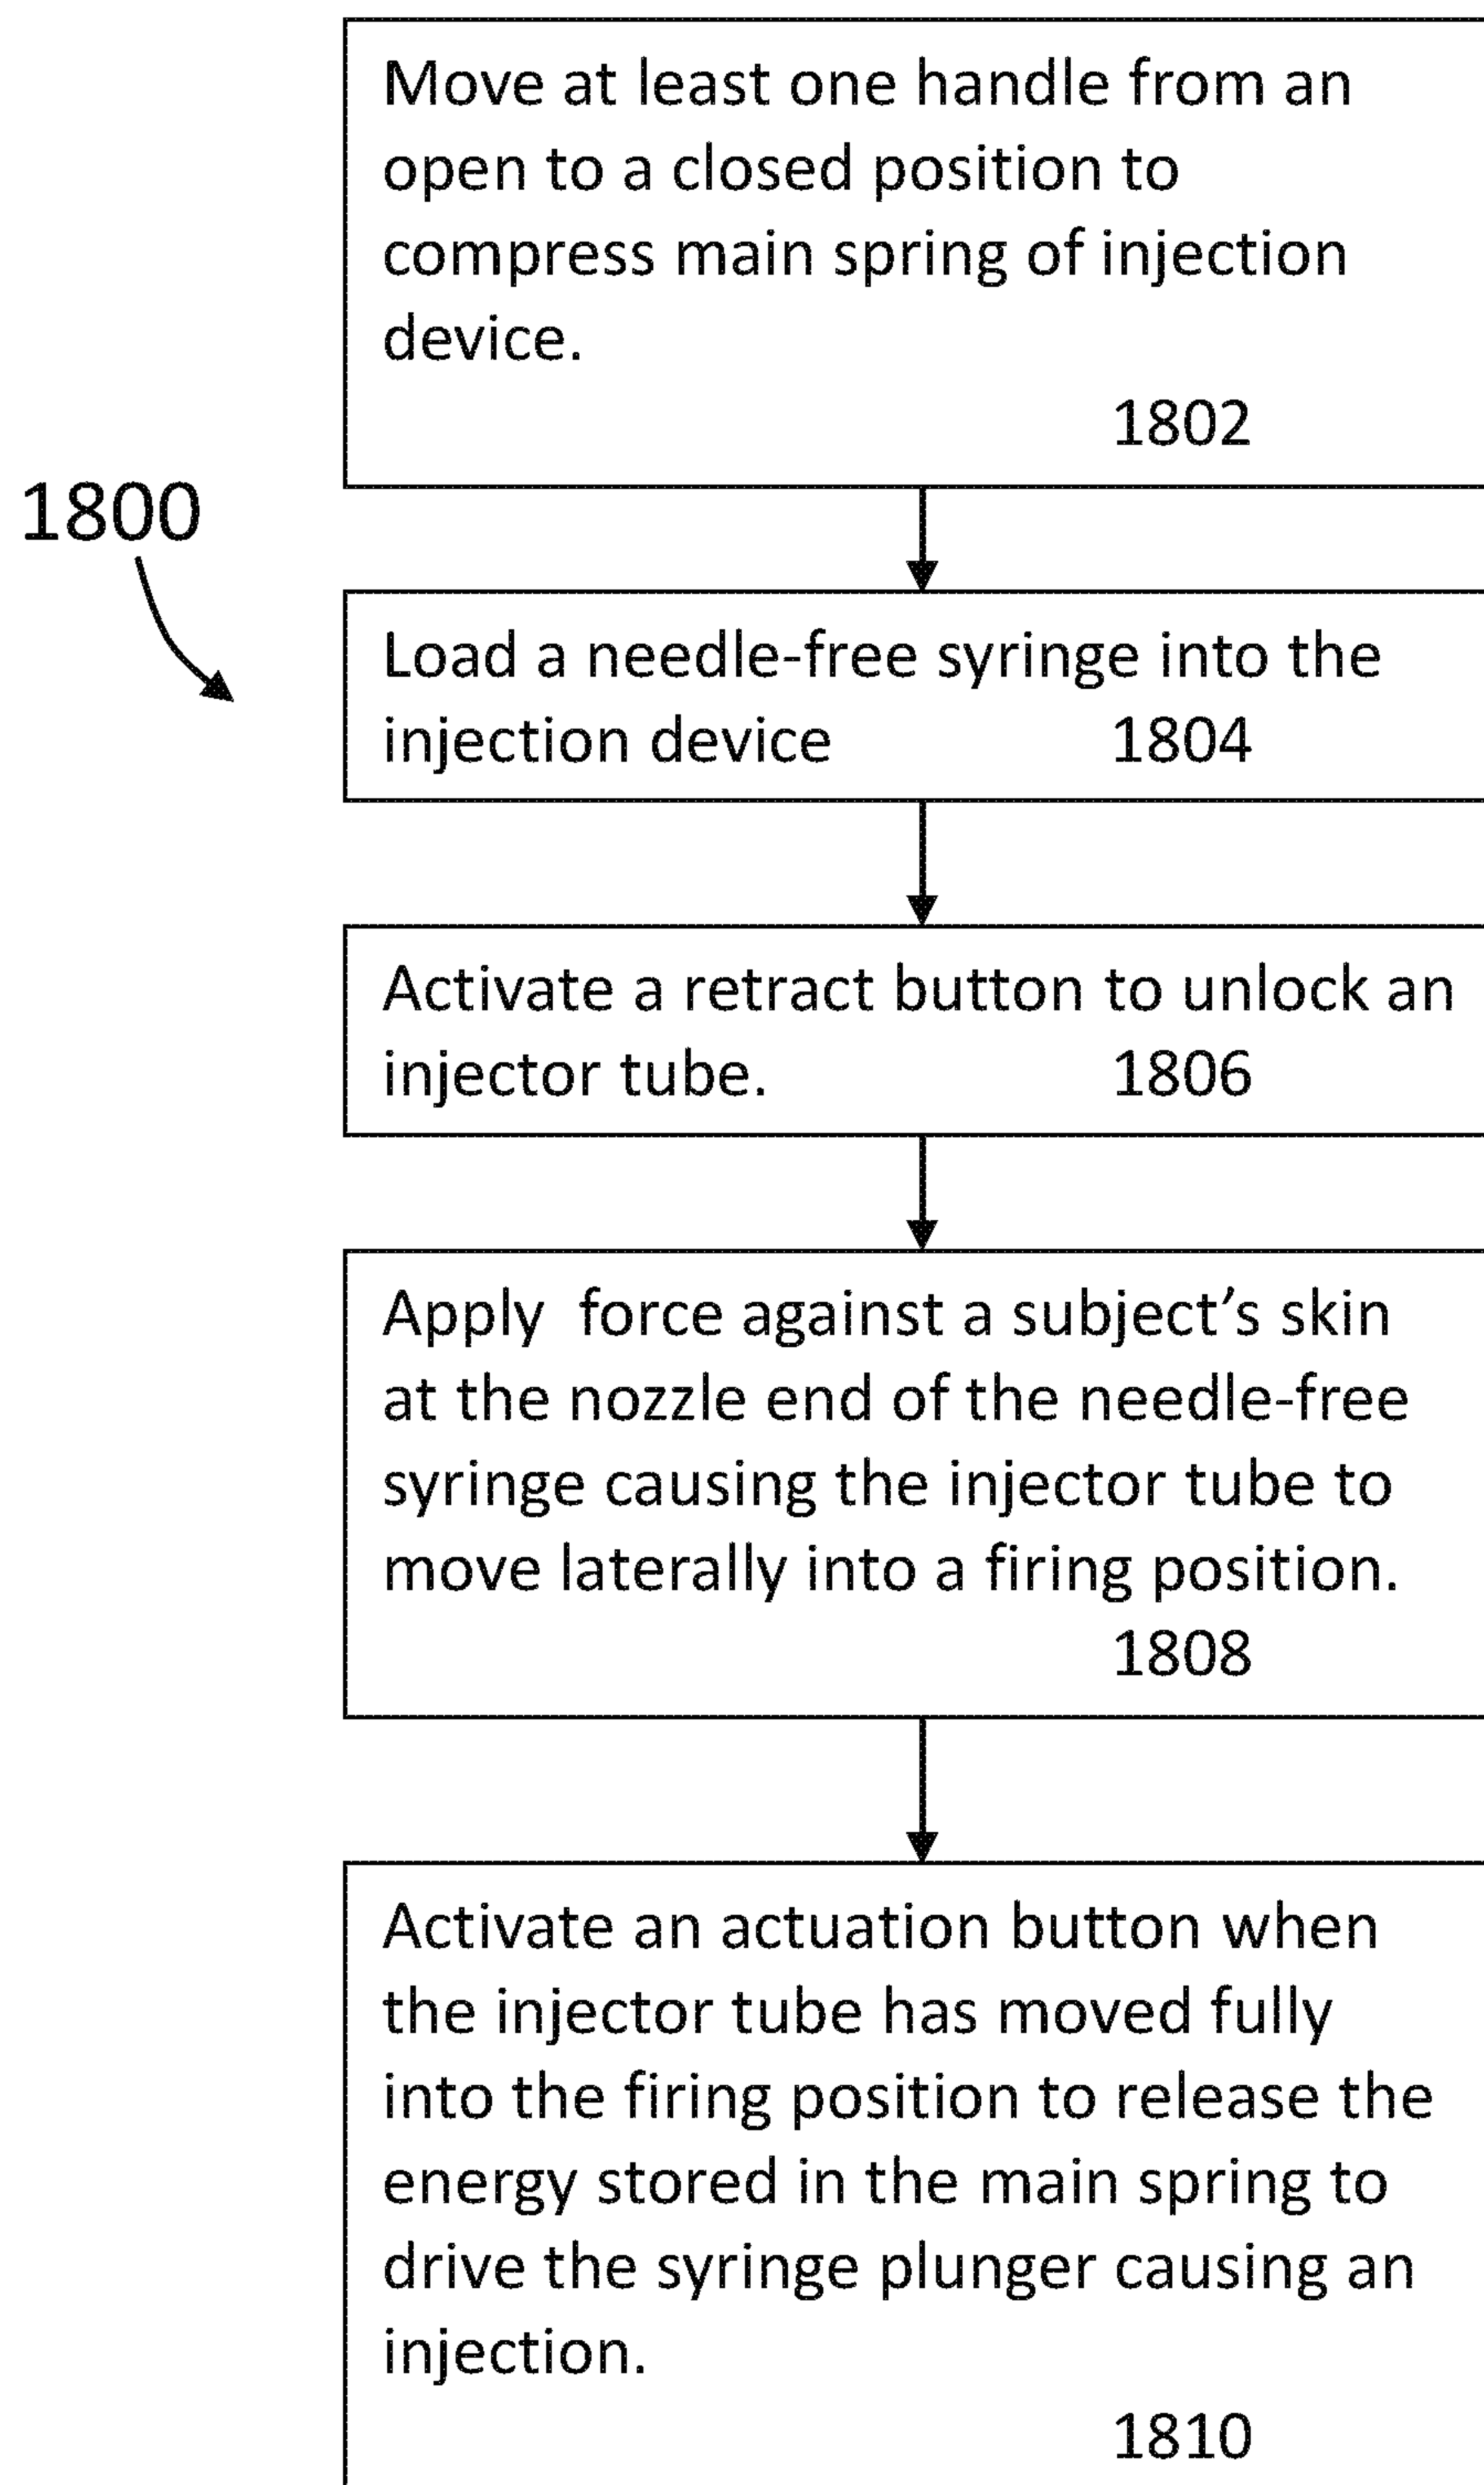 Move at least one handle from an
open to a closed position to
compress main spring of injection
device.
1802
1800
Load a needle-free syringe into the
injection device 1804
Activate a retract button to unlock an
injector tube. 1806
Apply  force against a subject’s skin
at the nozzle end of the needle-free
syringe causing the injector tube to
move laterally into a firing position.
1808
Activate an actuation button when
the injector tube has moved fully
into the firing position to release the
energy stored in the main spring to
drive the syringe plunger causing an
injection.
1810